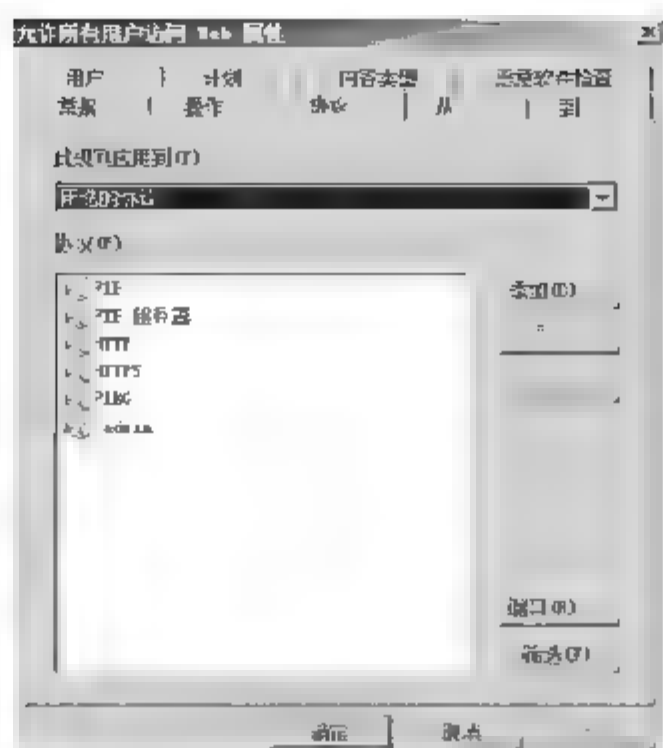 允许所有用户访问 Web 属性
用户 计划 内容类型 恶意软件检查
常规 操作 协议 从 到
此规则应用到(T)
所选的协议
协议(P)
FTP
FTP 服务器
HTTP
HTTPS
PING
admin
添加(D)
端口(R)
筛选(F)
确定 取消